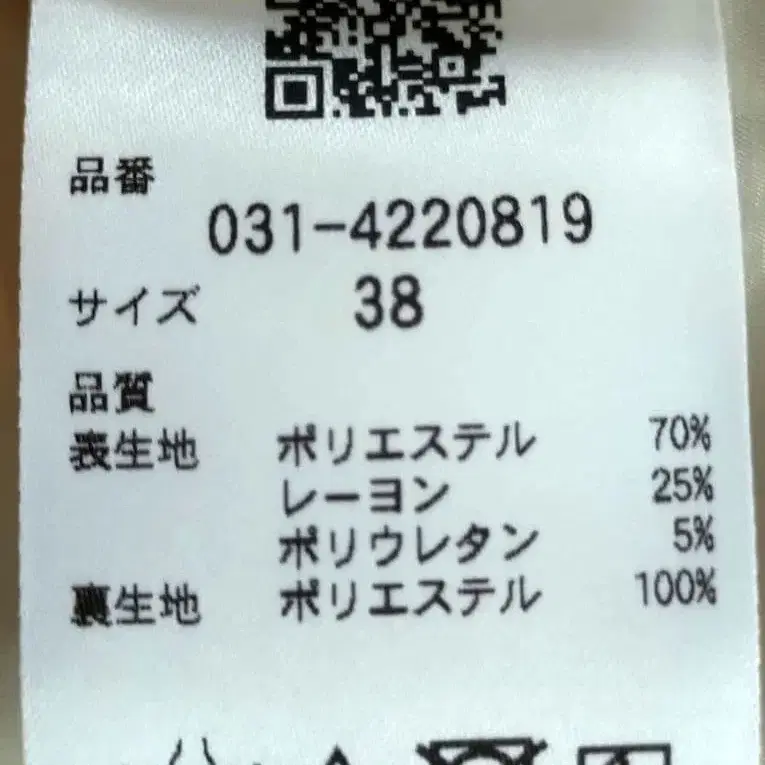 品番
031-4220819
サイズ 38
品質
表生地 ポリエステル 70%
レーヨン 25%
ポリウレタン 5%
裏生地 ポリエステル 100%